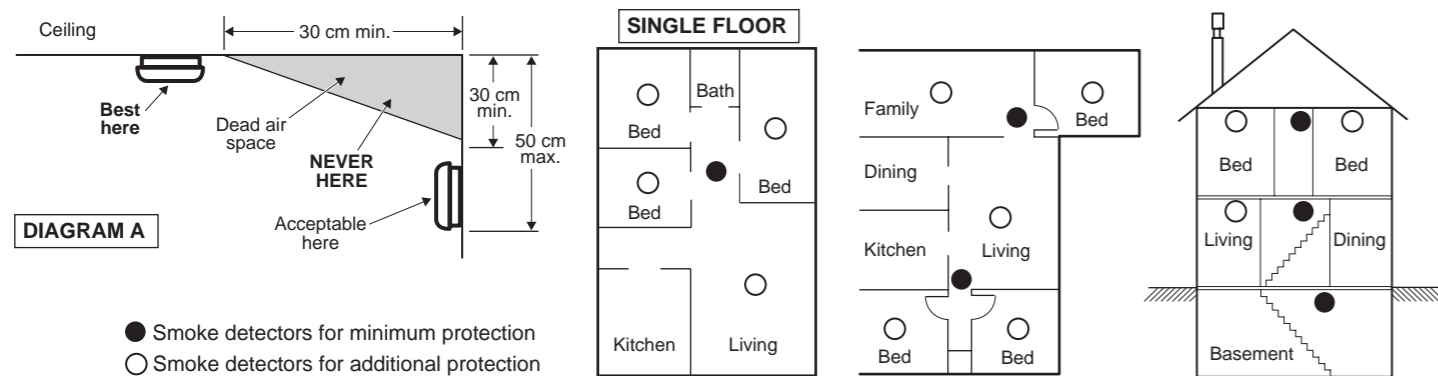 Ceiling
30 cm min.
Best
here
Dead air
space
NEVER
HERE
30 cm
min.
50 cm
max.
Acceptable
here
DIAGRAM A
Smoke detectors for minimum protection
Smoke detectors for additional protection
SINGLE FLOOR
Bath
Bed
Bed
Bed
Kitchen
Living
Family
Bed
Dining
Kitchen
Living
Bed
Bed
Bed
Bed
Living
Dining
Basement